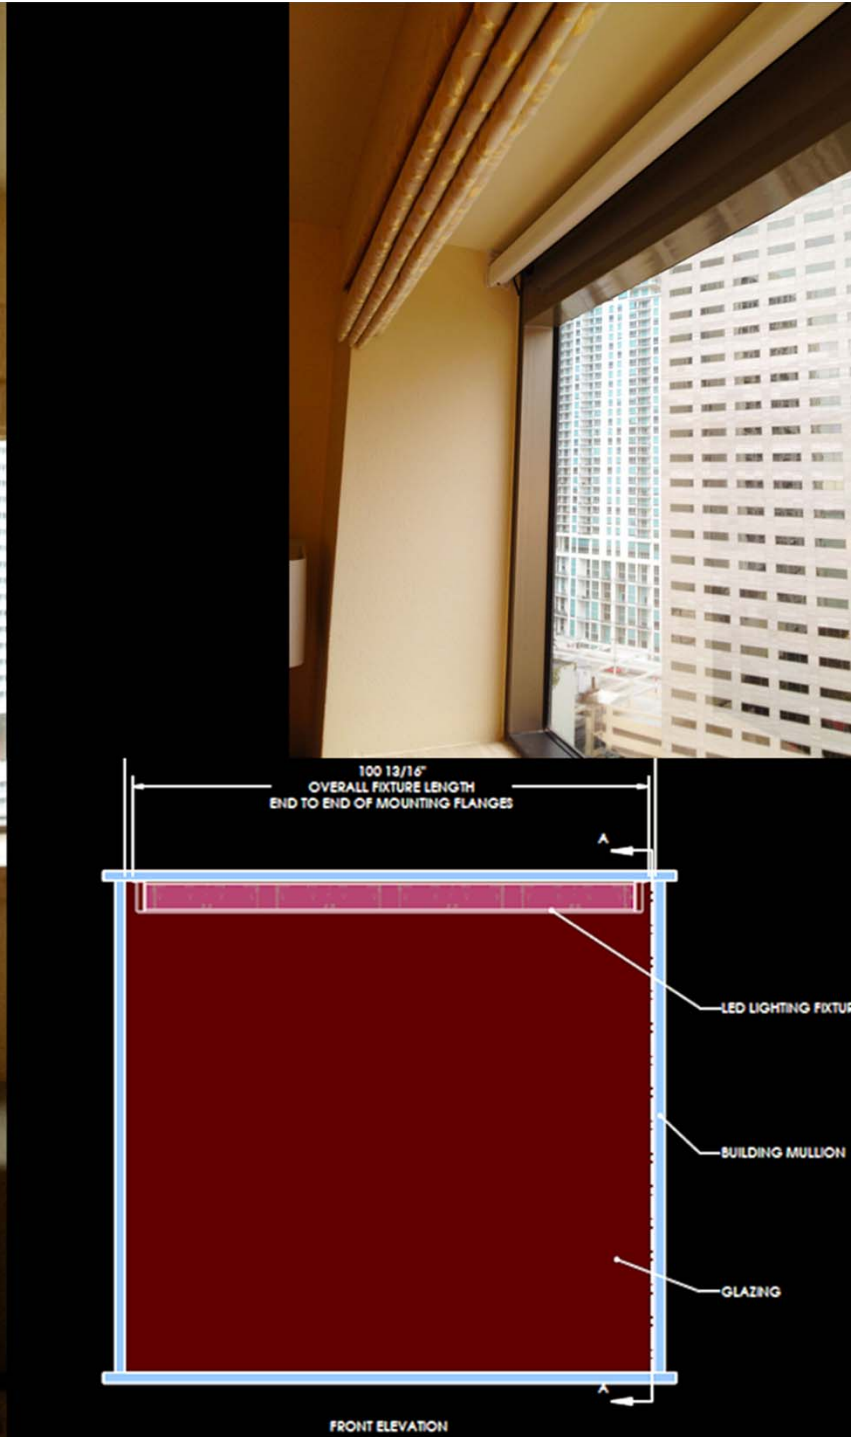 100 13/16"
OVERALL FIXTURE LENGTH
END TO END OF MOUNTING FLANGES
A
LED LIGHTING FIXTUR
BUILDING MULLION
GLAZING
A
FRONT ELEVATION